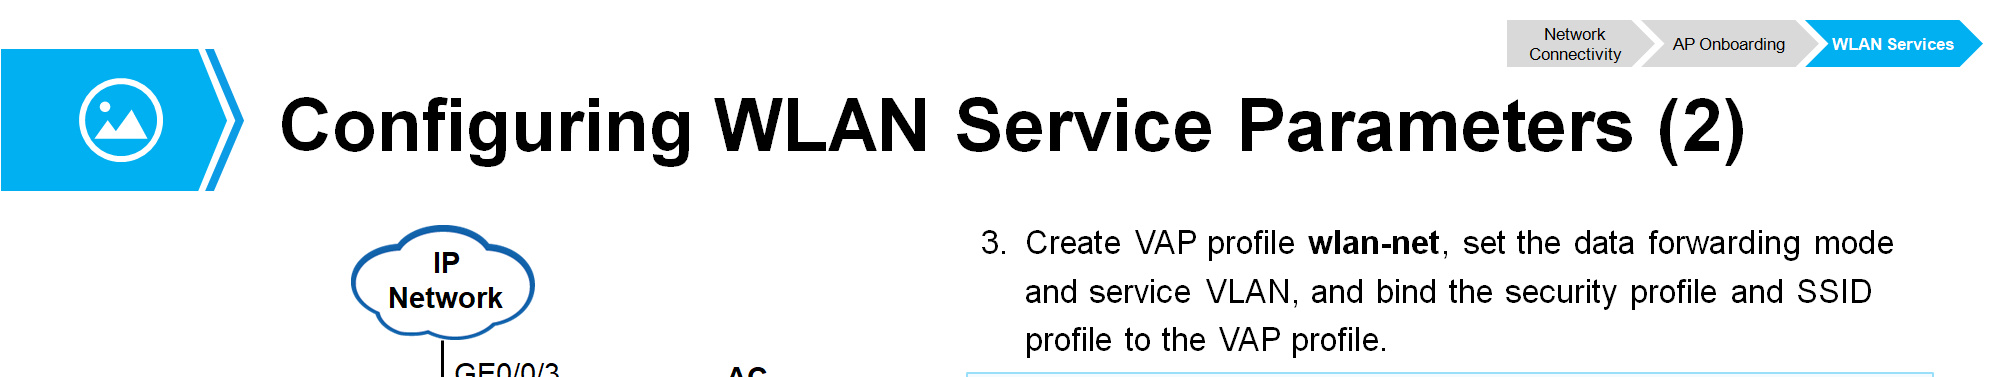 Network
Connectivity
AP Onboarding
WLAN Services
Configuring WLAN Service Parameters (2)
IP
Network
GE0/0/3
AC
3. Create VAP profile wlan-net, set the data forwarding mode
and service VLAN, and bind the security profile and SSID
profile to the VAP profile.